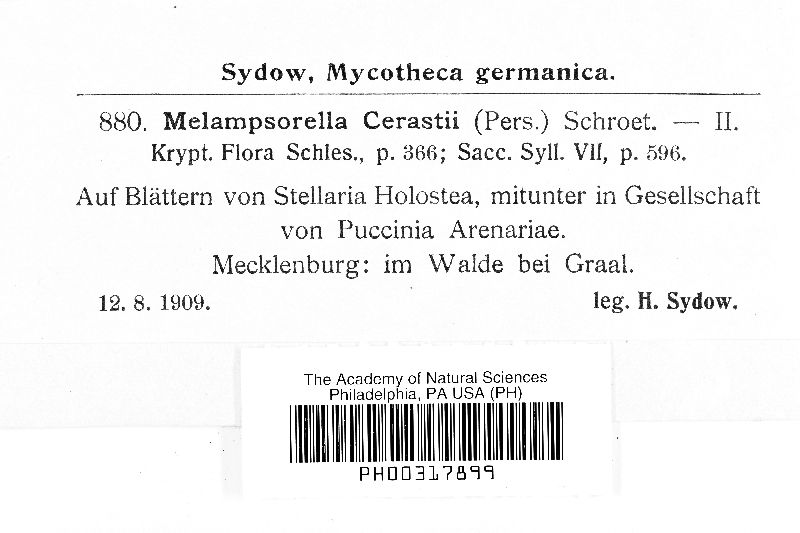 Sydow, Mycotheca germanica.
880. Melampsorella Cerastii (Pers.) Schroet. — II.
Krypt. Flora Schles., p. 366; Sacc. Syll. VII, p. 596.
Auf Blättern von Stellaria Holostea, mitunter in Gesellschaft
von Puccinia Arenariae.
Mecklenburg: im Walde bei Graal.
12. 8. 1909. leg. H. Sydow.
The Academy of Natural Sciences
Philadelphia, PA USA (PH)
PH00317899